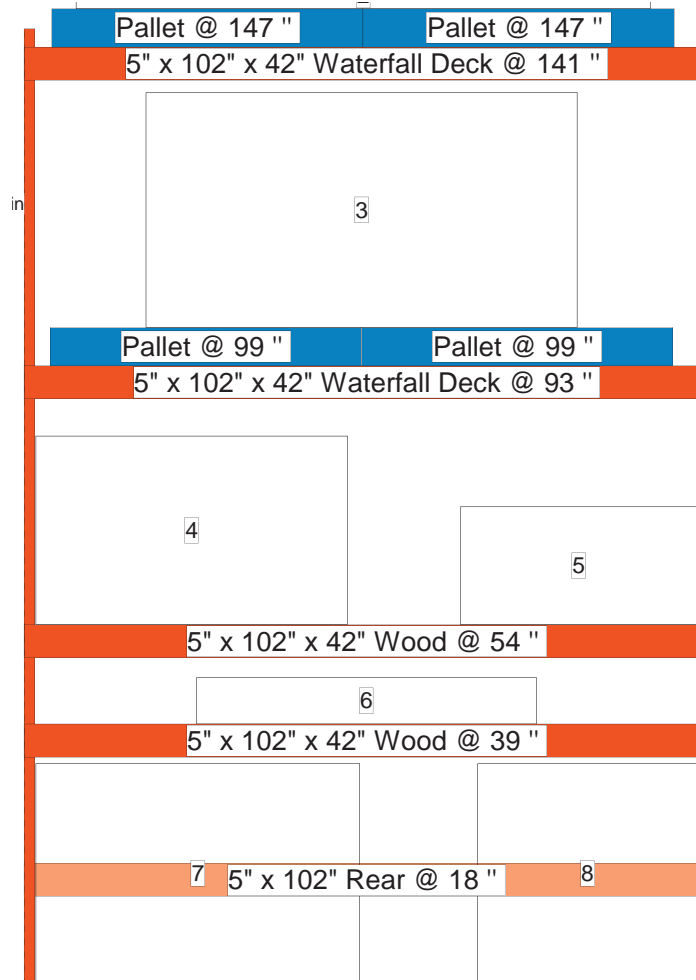 Pallet @ 147 " Pallet @ 147 "
5" x 102" x 42" Waterfall Deck @ 141 "
in
3
Pallet @ 99 " Pallet @ 99 "
5" x 102" x 42" Waterfall Deck @ 93 "
4
5
5" x 102" x 42" Wood @ 54 "
6
5" x 102" x 42" Wood @ 39 "
7 5" x 102" Rear @ 18 " 8